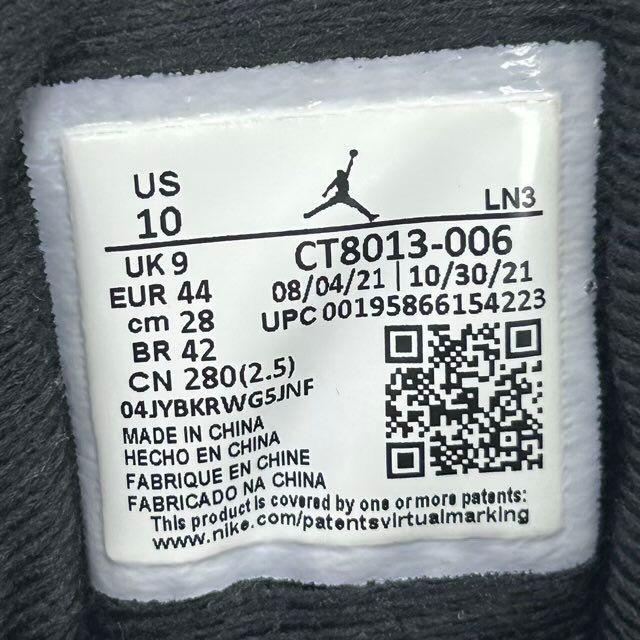 US
10
LN3
UK 9
EUR 44
cm 28
BR 42
CN 280(2.5)
04JYBKRWG5JNF
CT8013-006
08/04/21 | 10/30/21
UPC 00195866154223
MADE IN CHINA
HECHO EN CHINA
FABRIQUE EN CHINE
FABRICADO NA CHINA
This product is covered by one or more patents:
www.nike.com/patentsvirtualmarking